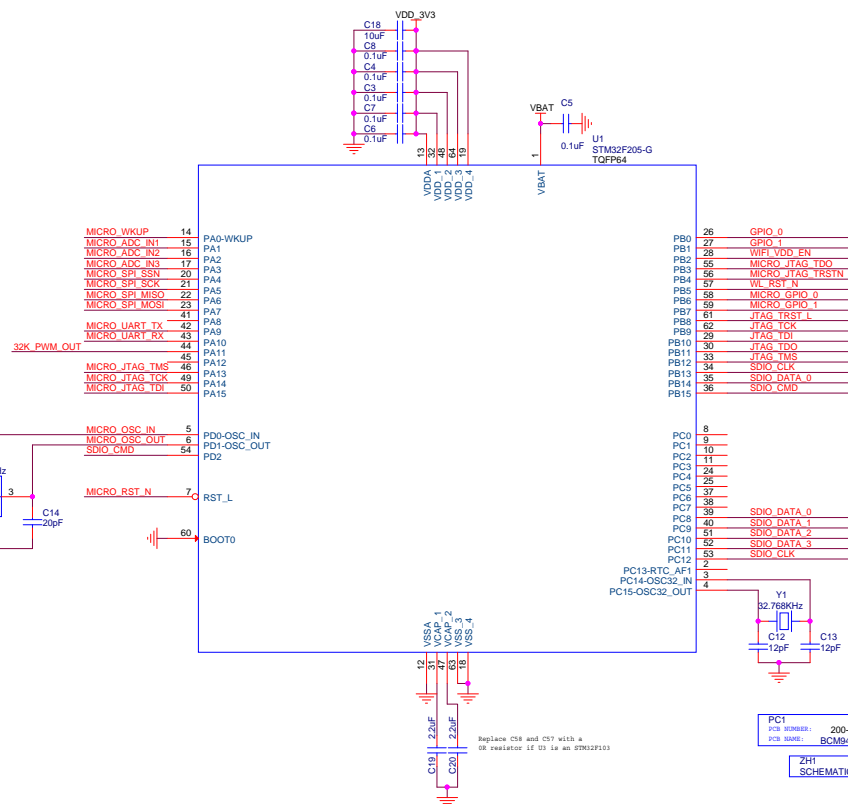 VDD_3V3
C18
10uF
C8
0.1uF
C4
0.1uF
C3
0.1uF
C7
0.1uF
C6
0.1uF
VBAT
C5
0.1uF
U1
STM32F205-G
TQFP64
13 32 48 64 19
1
VDDA VDD_1 VDD_2 VDD_3 VDD_4
VBAT
MICRO_WKUP 14 PA0-WKUP
MICRO_ADC_IN1 15 PA1
MICRO_ADC_IN2 16 PA2
MICRO_ADC_IN3 17 PA3
MICRO_SPI_SSN 20 PA4
MICRO_SPI_SCK 21 PA5
MICRO_SPI_MISO 22 PA6
MICRO_SPI_MOSI 23 PA7
41 PA8
MICRO_UART_TX 42 PA9
MICRO_UART_RX 43 PA10
32K_PWM_OUT 44 PA11
45 PA12
MICRO_JTAG_TMS 46 PA13
MICRO_JTAG_TCK 49 PA14
MICRO_JTAG_TDI 50 PA15
MICRO_OSC_IN 5 PD0-OSC_IN
MICRO_OSC_OUT 6 PD1-OSC_OUT
SDIO_CMD 54 PD2
MICRO_RST_N 7 RST_L
60 BOOT0
3
C14
20pF
PB0 26 GPIO_0
PB1 27 GPIO_1
PB2 28 WIFI_VDD_EN
PB3 55 MICRO_JTAG_TDO
PB4 56 MICRO_JTAG_TRSTN
PB5 57 WL_RST_N
PB6 58 MICRO_GPIO_0
PB7 59 MICRO_GPIO_1
PB8 61 JTAG_TRST_L
PB9 62 JTAG_TCK
PB10 29 JTAG_TDI
PB11 30 JTAG_TDO
PB12 33 JTAG_TMS
PB13 34 SDIO_CLK
PB14 35 SDIO_DATA_0
PB15 36 SDIO_CMD
PC0 8
PC1 9
PC2 10
PC3 11
PC4 24
PC5 25
PC6 37
PC7 38
PC8 39 SDIO_DATA_0
PC9 40 SDIO_DATA_1
PC10 51 SDIO_DATA_2
PC11 52 SDIO_DATA_3
PC12 53 SDIO_CLK
PC13-RTC_AF1 2
PC14-OSC32_IN 3
PC15-OSC32_OUT 4
Y1
32.768KHz
C12
12pF
C13
12pF
VSSA VCAP_1 VCAP_2 VSS_3 VSS_4
12 31 47 63 18
2.2uF 2.2uF
C19 C20
Replace C58 and C57 with a
0R resistor if U3 is an STM32F103
PC1
PCB NUMBER: 200-
PCB NAME: BCM94
ZH1
SCHEMATIC